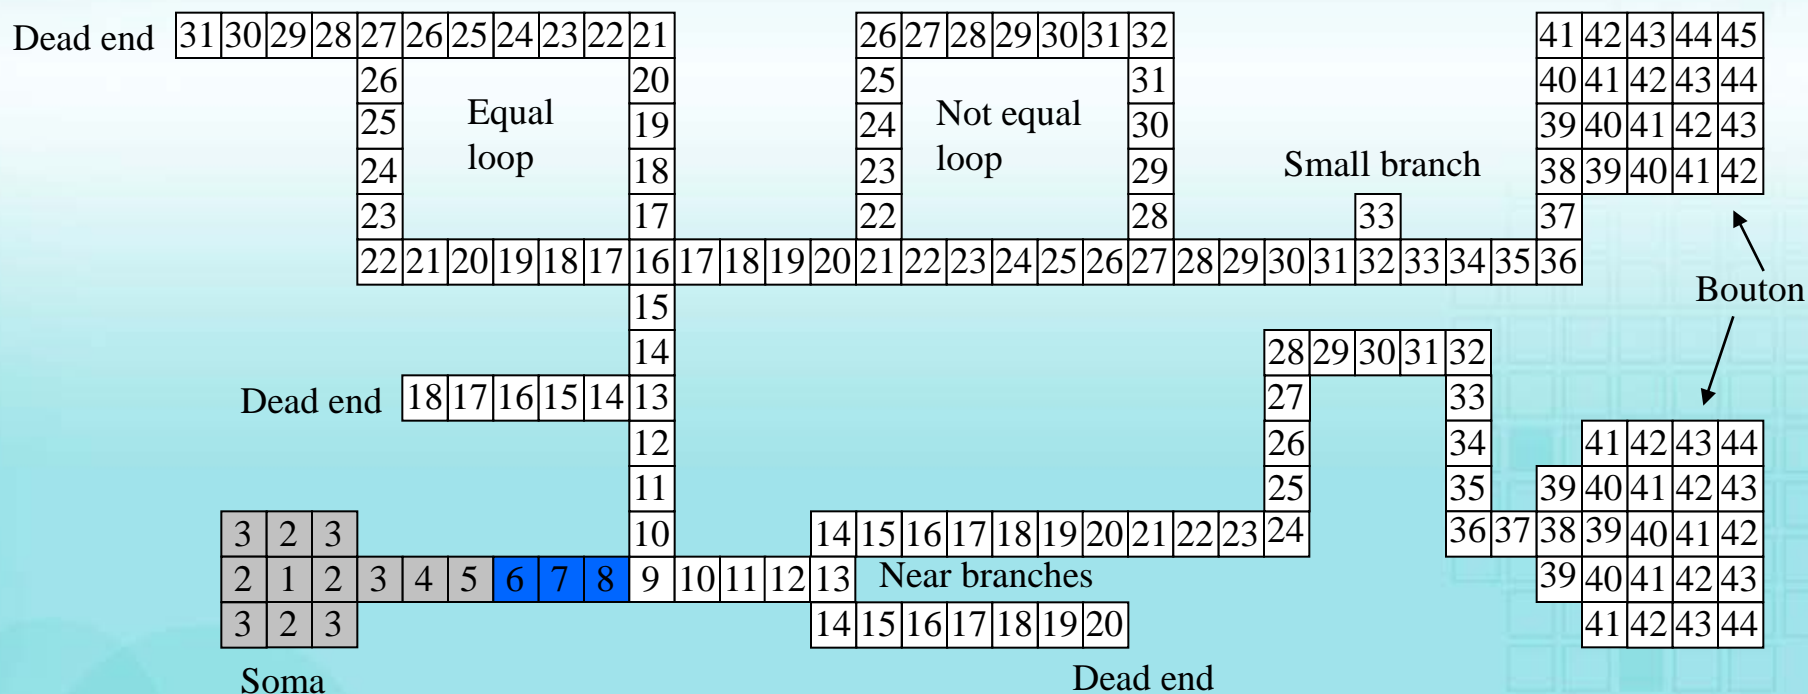 Dead end 31 30 29 28 27 26 25 24 23 22 21 26 27 28 29 30 31 32 41 42 43 44 45
26 20 25 31 40 41 42 43 44
Equal Not equal
25 19 24 30 39 40 41 42 43
loop loop
24 18 23 29 Small branch 38 39 40 41 42
23 17 22 28 33 37
22 21 20 19 18 17 16 17 18 19 20 21 22 23 24 25 26 27 28 29 30 31 32 33 34 35 36
15 Bouton
14 28 29 30 31 32
Dead end 18 17 16 15 14 13 27 33
12 26 34 41 42 43 44
11 25 35 39 40 41 42 43
3 2 3 10 14 15 16 17 18 19 20 21 22 23 24 36 37 38 39 40 41 42
2 1 2 3 4 5 6 7 8 9 10 11 12 13 Near branches 39 40 41 42 43
3 2 3 14 15 16 17 18 19 20 41 42 43 44
Soma Dead end